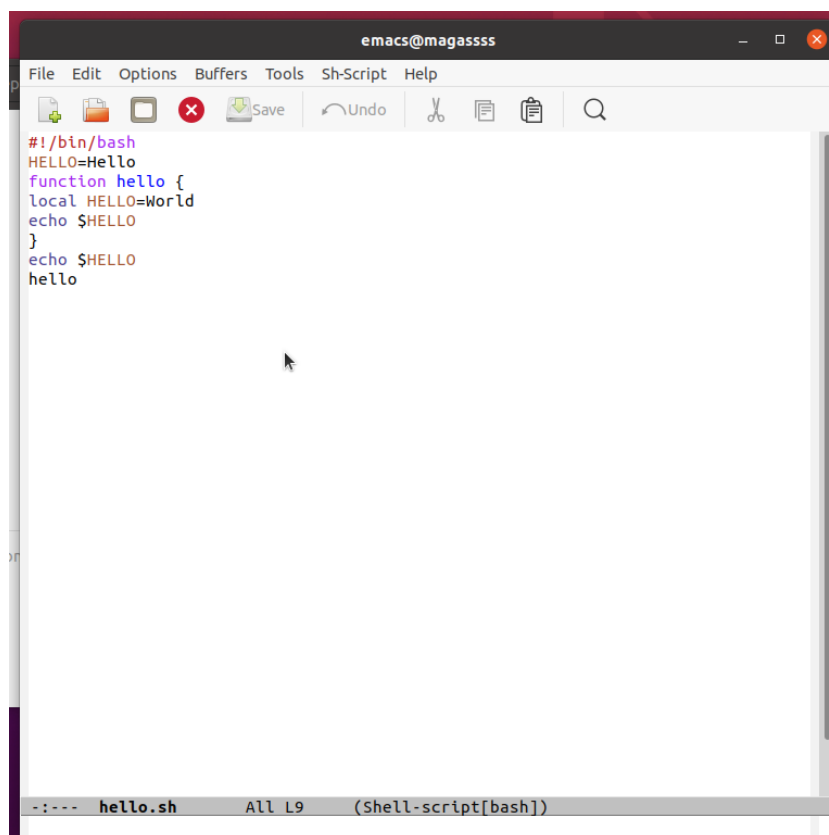 emacs@magassss
File Edit Options Buffers Tools Sh-Script Help
Save Undo
#!/bin/bash
HELLO=Hello
function hello {
local HELLO=World
echo $HELLO
}
echo $HELLO
hello
-:--- hello.sh All L9 (Shell-script[bash])